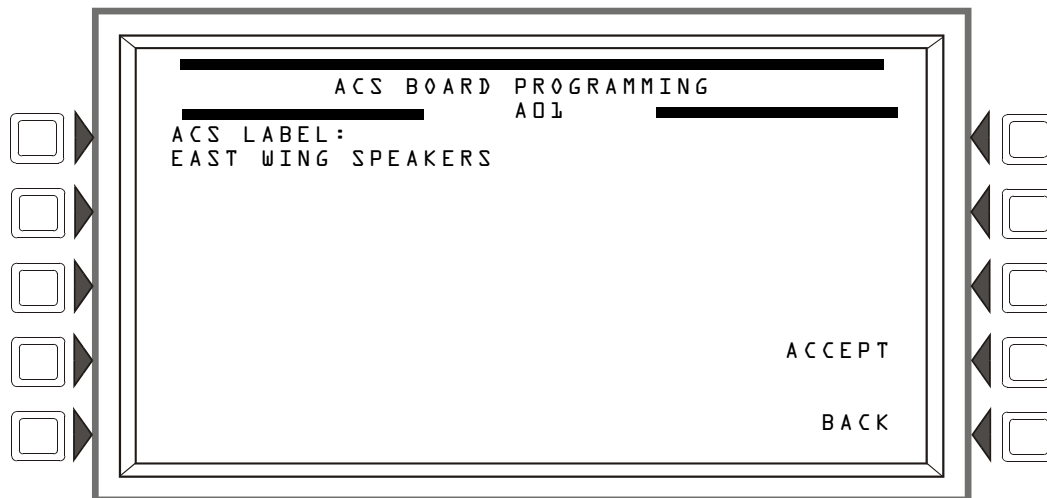 ACS BOARD PROGRAMMING
A01
ACS LABEL:
EAST WING SPEAKERS
ACCEPT
BACK